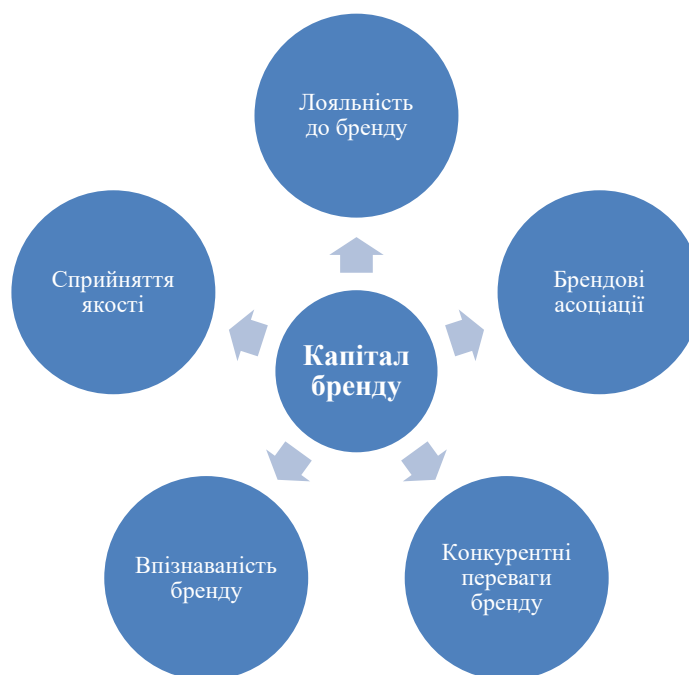 Лояльність
до бренду
Сприйняття
якості
Брендові
асоціації
Капітал
бренду
Впізнаваність
бренду
Конкурентні
переваги
бренду